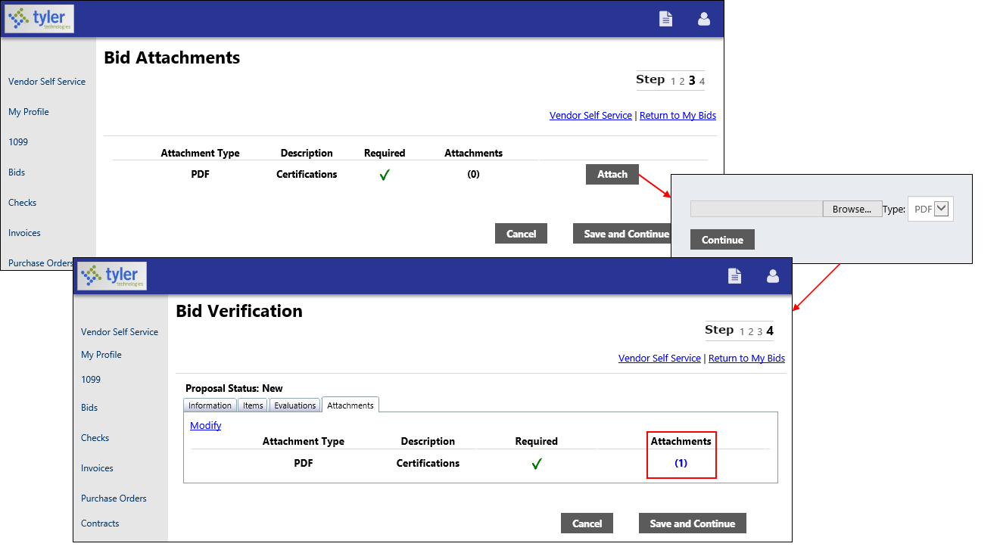 tyler
technologies
Bid Attachments
Step 1 2 3 4
Vendor Self Service
My Profile
1099
Bids
Checks
Invoices
Purchase Orders
Vendor Self Service | Return to My Bids
Attachment Type Description Required Attachments
PDF Certifications ✓ (0) Attach
Cancel Save and Continue
Browse... Type: PDF
Continue
tyler
technologies
Bid Verification
Step 1 2 3 4
Vendor Self Service
My Profile
1099
Bids
Checks
Invoices
Purchase Orders
Contracts
Vendor Self Service | Return to My Bids
Proposal Status: New
Information Items Evaluations Attachments
Modify
Attachment Type Description Required Attachments
PDF Certifications ✓ (1)
Cancel Save and Continue